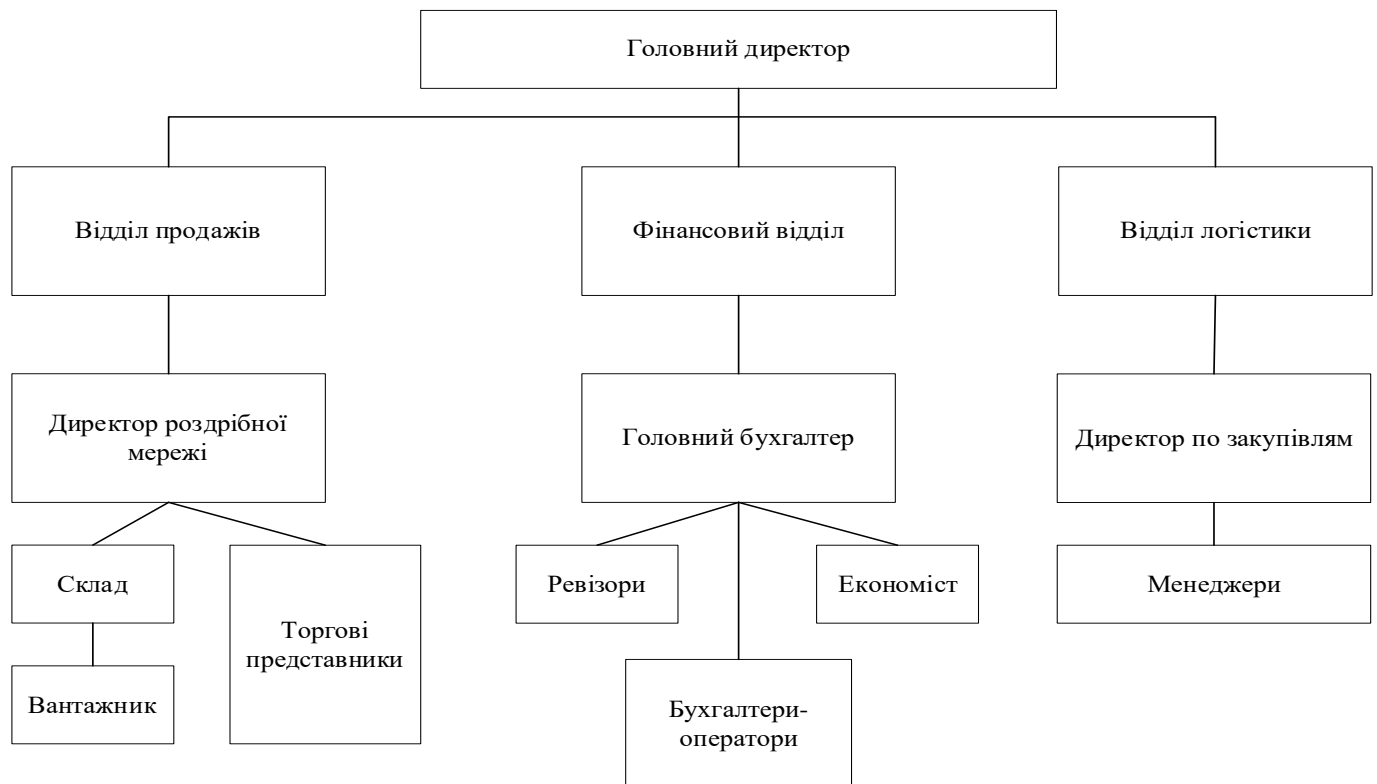 Головний директор
Відділ продажів
Фінансовий відділ
Відділ логістики
Директор роздрібної
мережі
Головний бухгалтер
Директор по закупівлям
Склад
Торгові
представники
Ревізори
Економіст
Менеджери
Вантажник
Бухгалтери-
оператори